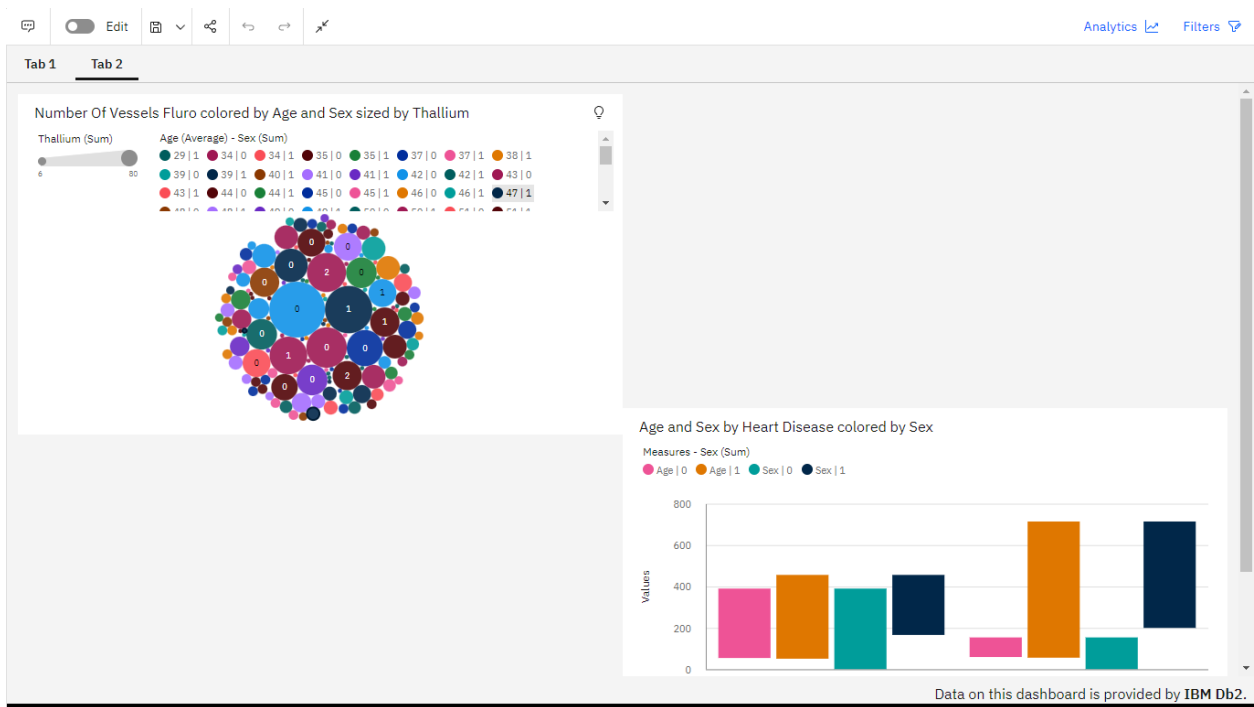 Edit
Analytics Filters
Tab 1 Tab 2
Number Of Vessels Fluro colored by Age and Sex sized by Thallium
Thallium (Sum) Age (Average) - Sex (Sum)
29 | 1 34 | 0 34 | 1 35 | 0 35 | 1 37 | 0 37 | 1 38 | 1
6 80 39 | 0 39 | 1 40 | 1 41 | 0 41 | 1 42 | 0 42 | 1 43 | 0
43 | 1 44 | 0 44 | 1 45 | 0 45 | 1 46 | 0 46 | 1 47 | 1
0 0
0 2 0
0 1
0 1
1
0
1 0 0
0
0 2
0
Age and Sex by Heart Disease colored by Sex
Measures - Sex (Sum)
Age | 0 Age | 1 Sex | 0 Sex | 1
800
600
Values
400
200
0
Data on this dashboard is provided by IBM Db2.